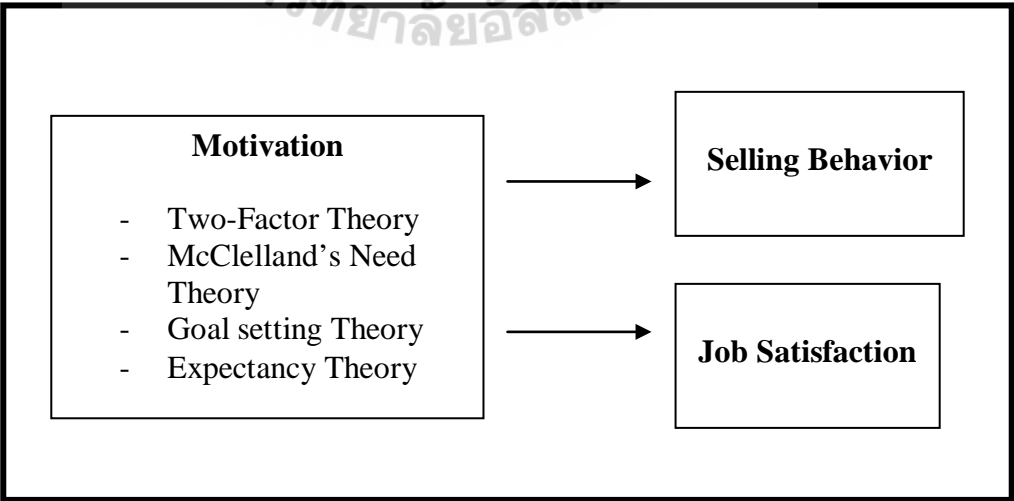 Motivation
- Two-Factor Theory
- McClelland’s Need
Theory
- Goal setting Theory
- Expectancy Theory
Selling Behavior
Job Satisfaction